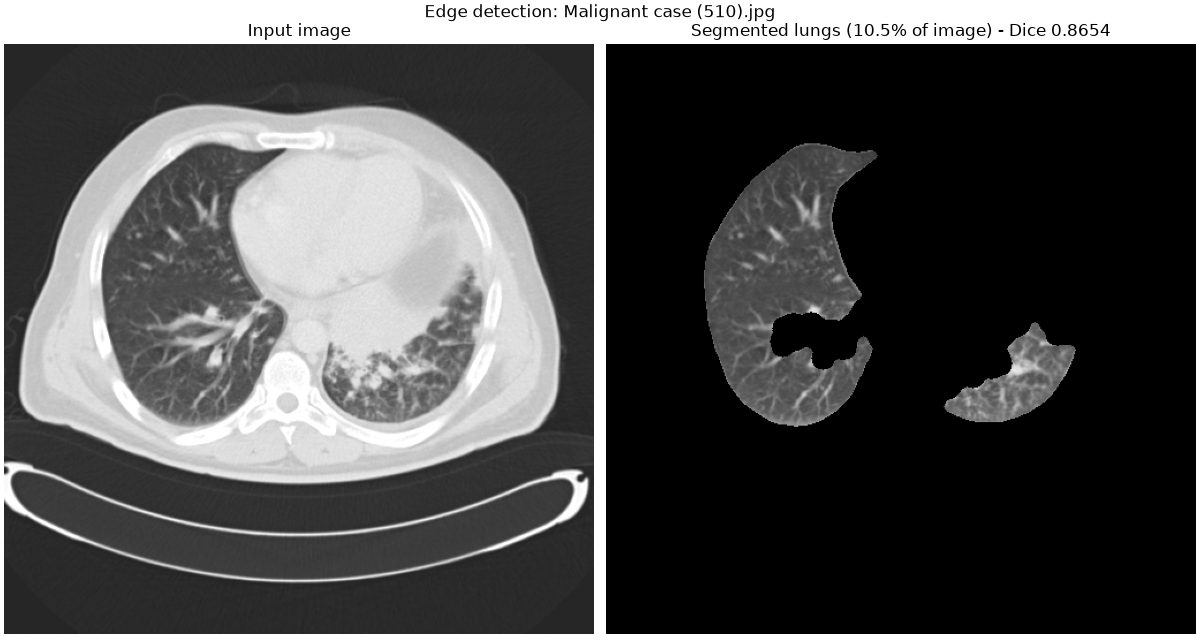 Edge detection: Malignant case (510).jpg
Input image
Segmented lungs (10.5% of image) - Dice 0.8654